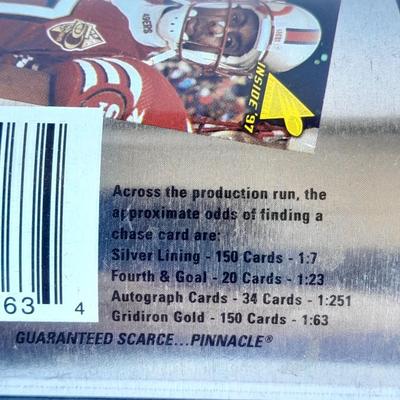 49ERS
INSIDE '97
Across the production run, the
approximate odds of finding a
chase card are:
Silver Lining - 150 Cards - 1:7
Fourth & Goal - 20 Cards - 1:23
Autograph Cards - 34 Cards - 1:251
Gridiron Gold - 150 Cards - 1:63
63 4
GUARANTEED SCARCE...PINNACLE®